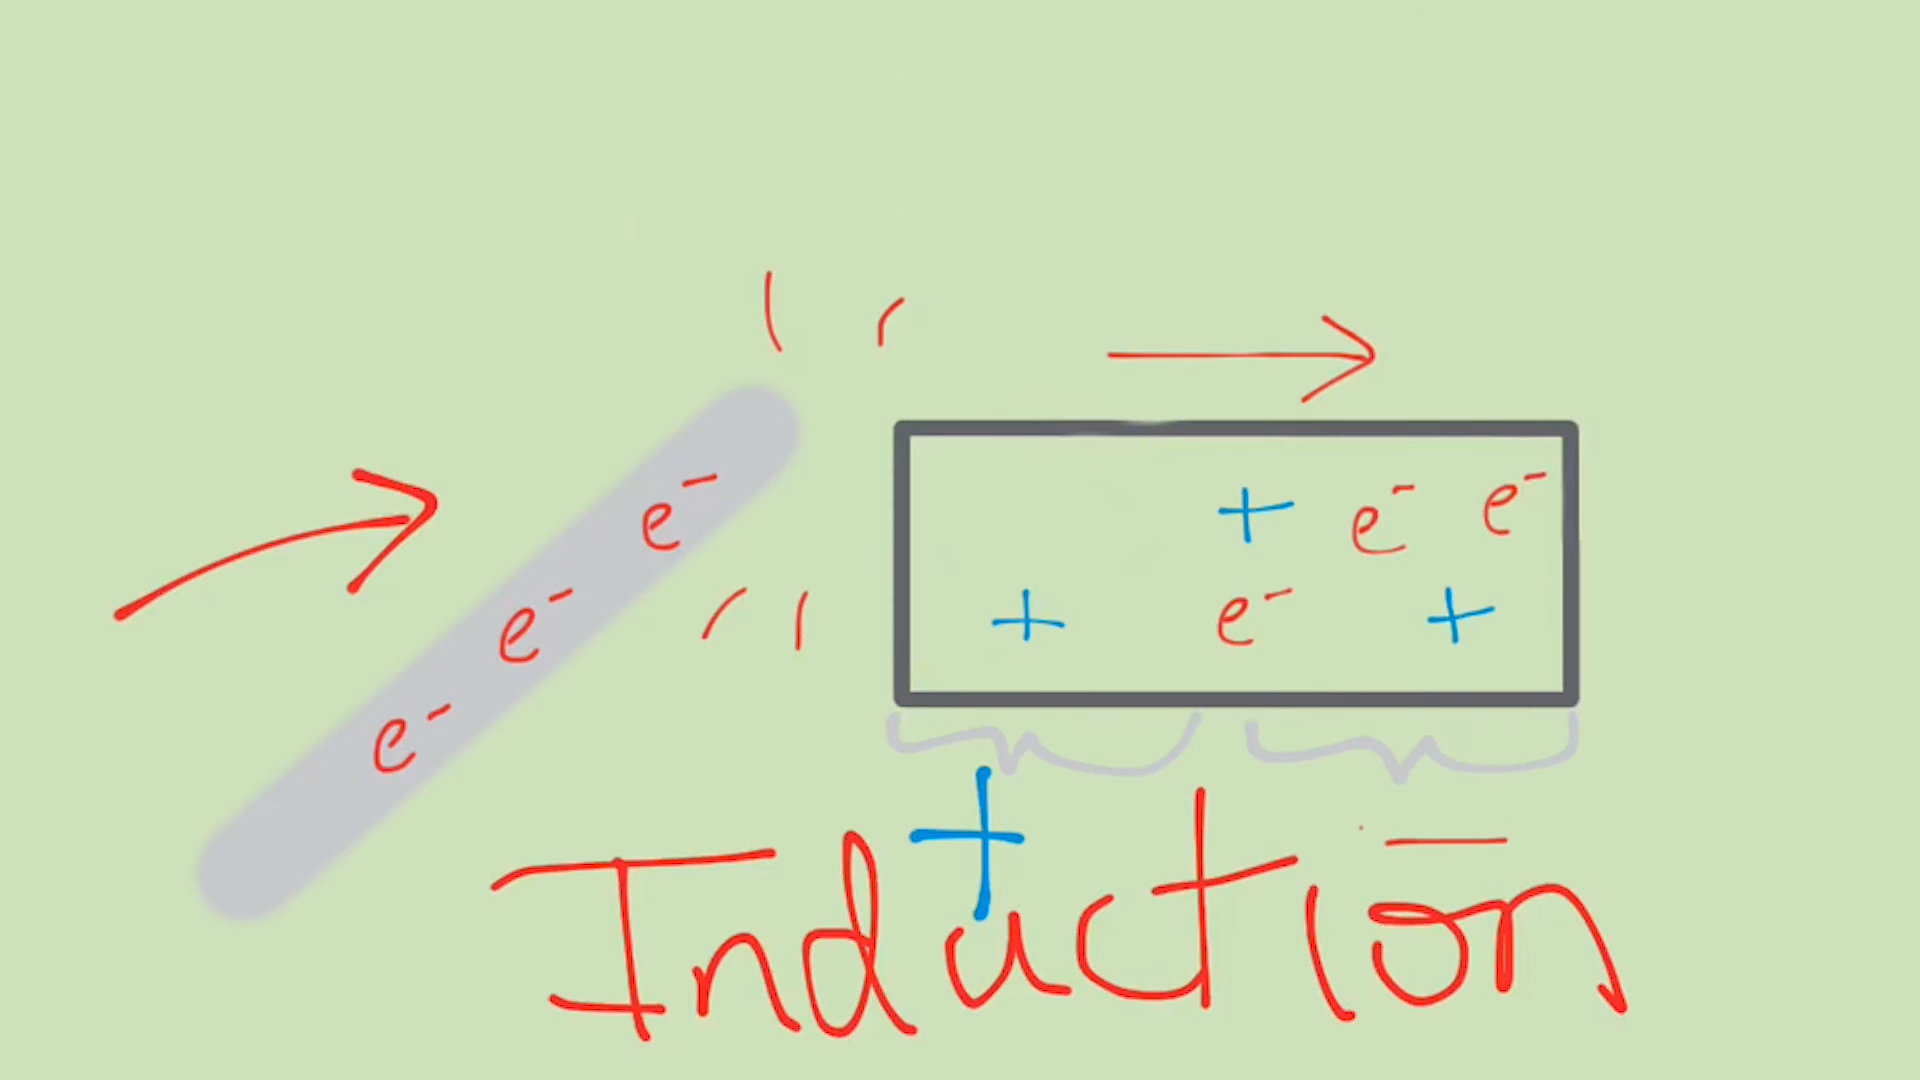 e⁻ e⁻ e⁻
+ e⁻ e⁻
+ e⁻ +
+ −
Induction